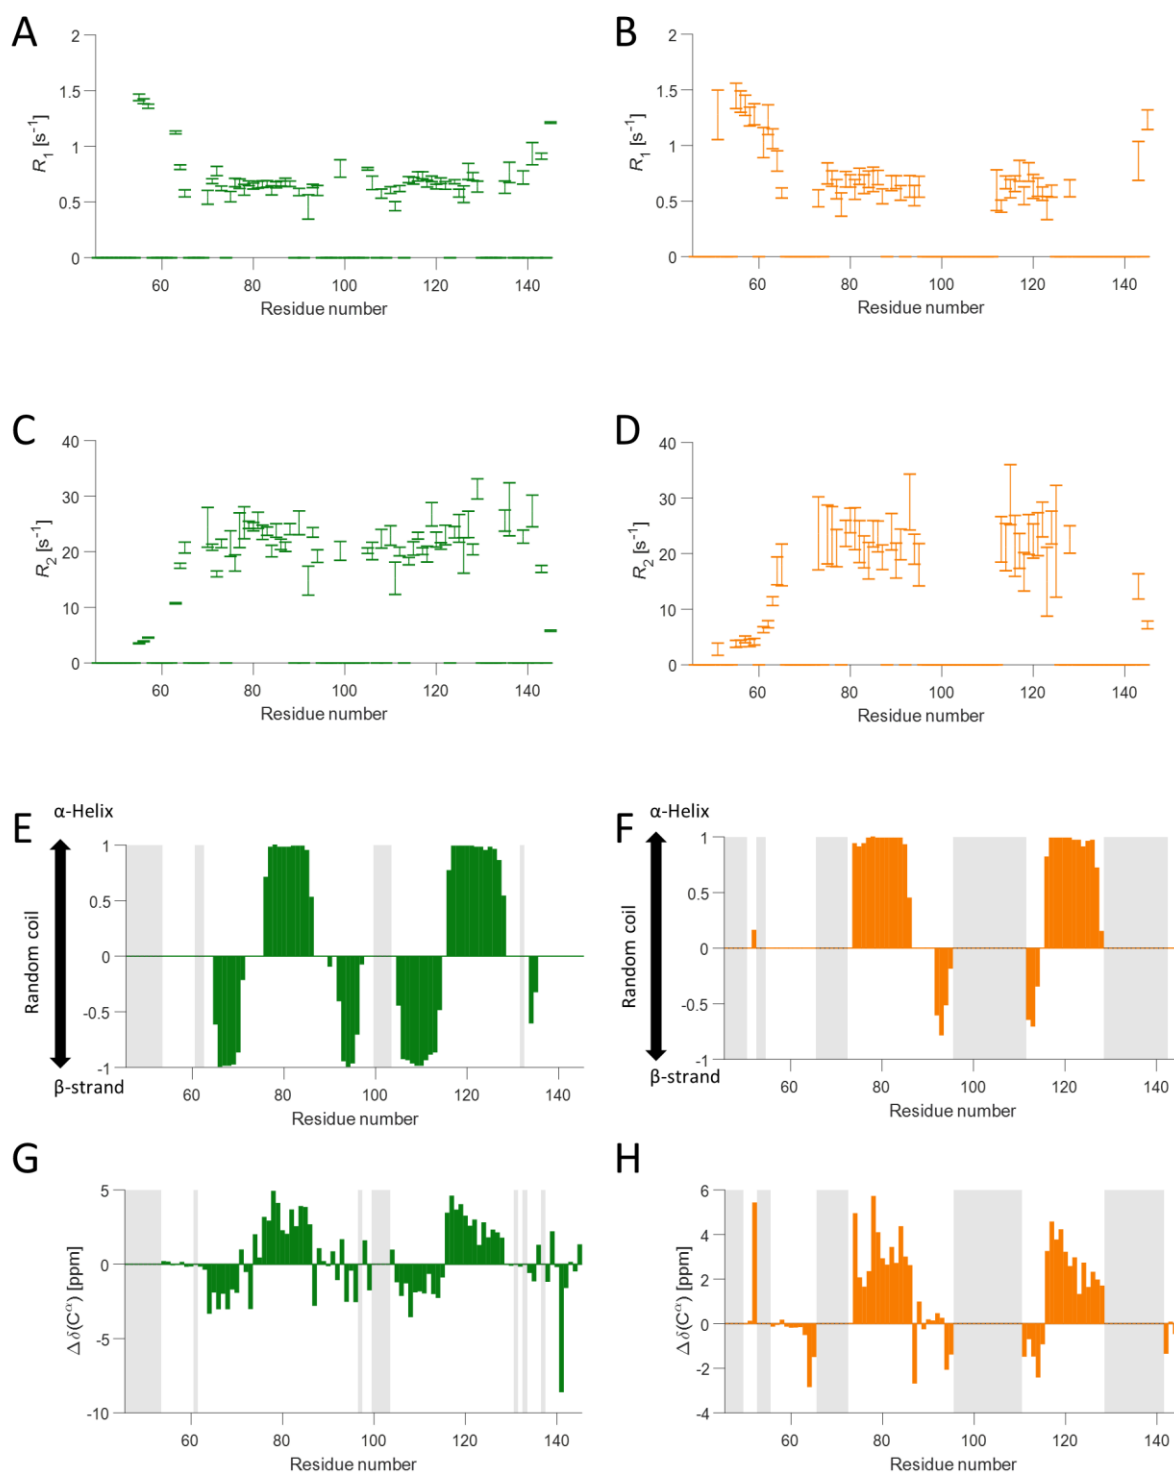 A
B
2
1.5
1
0.5
0
R1 [s⁻¹]
60
80
100
120
140
Residue number
2
1.5
1
0.5
0
R1 [s⁻¹]
60
80
100
120
140
Residue number
C
D
40
30
20
10
0
R2 [s⁻¹]
60
80
100
120
140
Residue number
40
30
20
10
0
R2 [s⁻¹]
60
80
100
120
140
Residue number
E
α-Helix
Random coil
β-strand
1
0.5
0
-0.5
-1
60
80
100
120
140
Residue number
F
α-Helix
Random coil
β-strand
1
0.5
0
-0.5
-1
60
80
100
120
140
Residue number
G
5
0
-5
-10
Δδ(Cα) [ppm]
60
80
100
120
140
Residue number
H
6
4
2
0
-2
-4
Δδ(Cα) [ppm]
60
80
100
120
140
Residue number